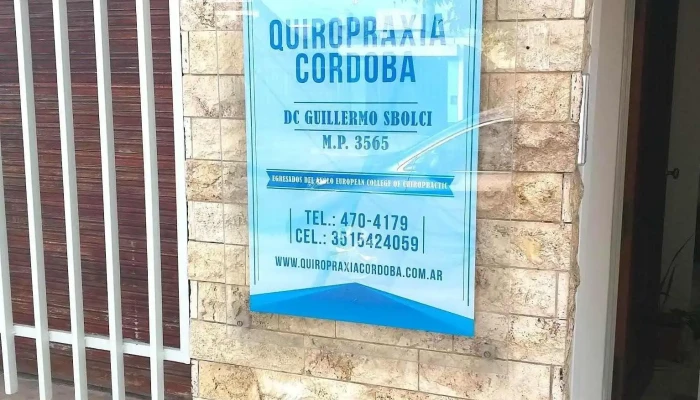 QUIROPRAXIA
CORDOBA
DC GUILLERMO SBOLCI
M.P. 3565
EGRESADOS DEL ANGLO EUROPEAN COLLEGE OF CHIROPRACTIC
TEL.: 470-4179
CEL.: 3515424059
WWW.QUIROPRAXIACORDOBA.COM.AR